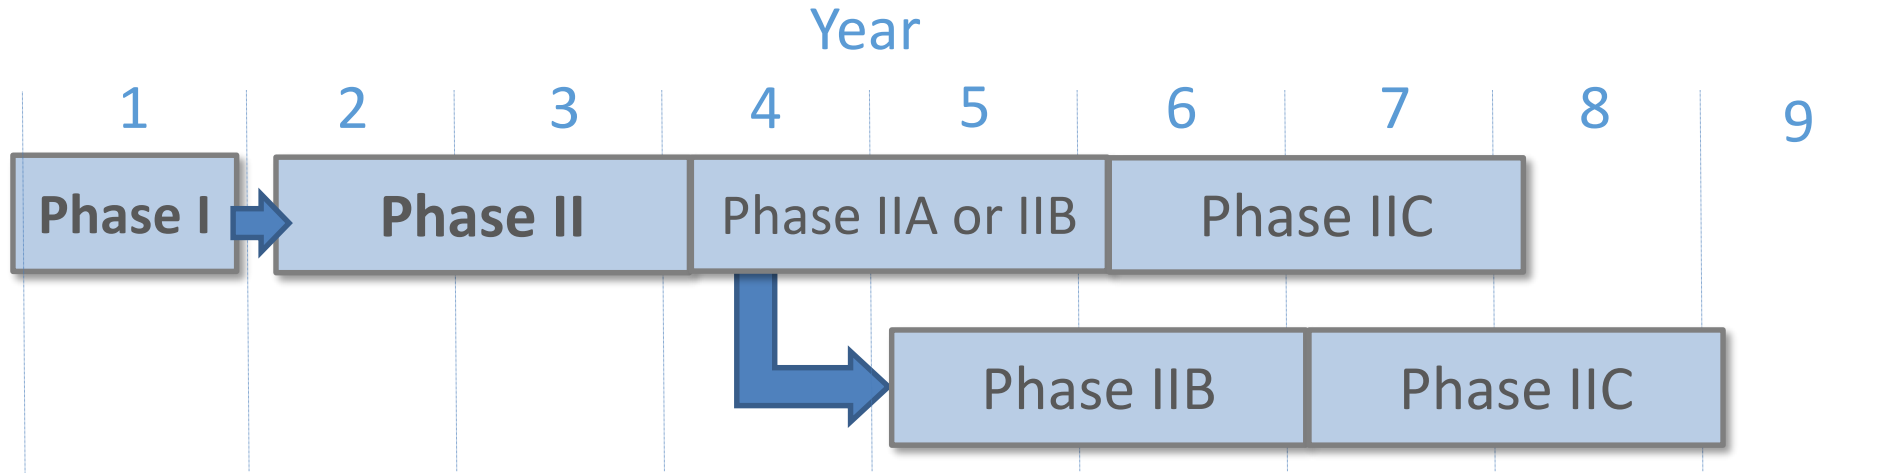 Year
1 2 3 4 5 6 7 8 9
Phase I Phase II Phase IIA or IIB Phase IIC
Phase IIB Phase IIC